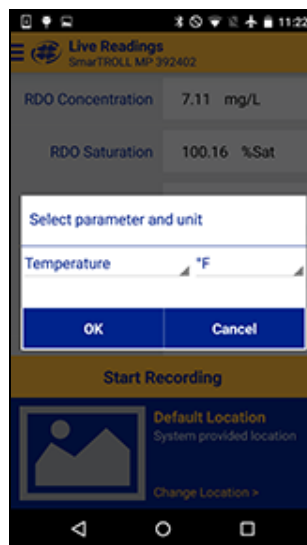 11:22
Live Readings
SmarTROLL MP 392402
RDO Concentration 7.11 mg/L
RDO Saturation 100.16 %Sat
Select parameter and unit
Temperature °F
OK Cancel
Start Recording
Default Location
System provided location
Change Location >